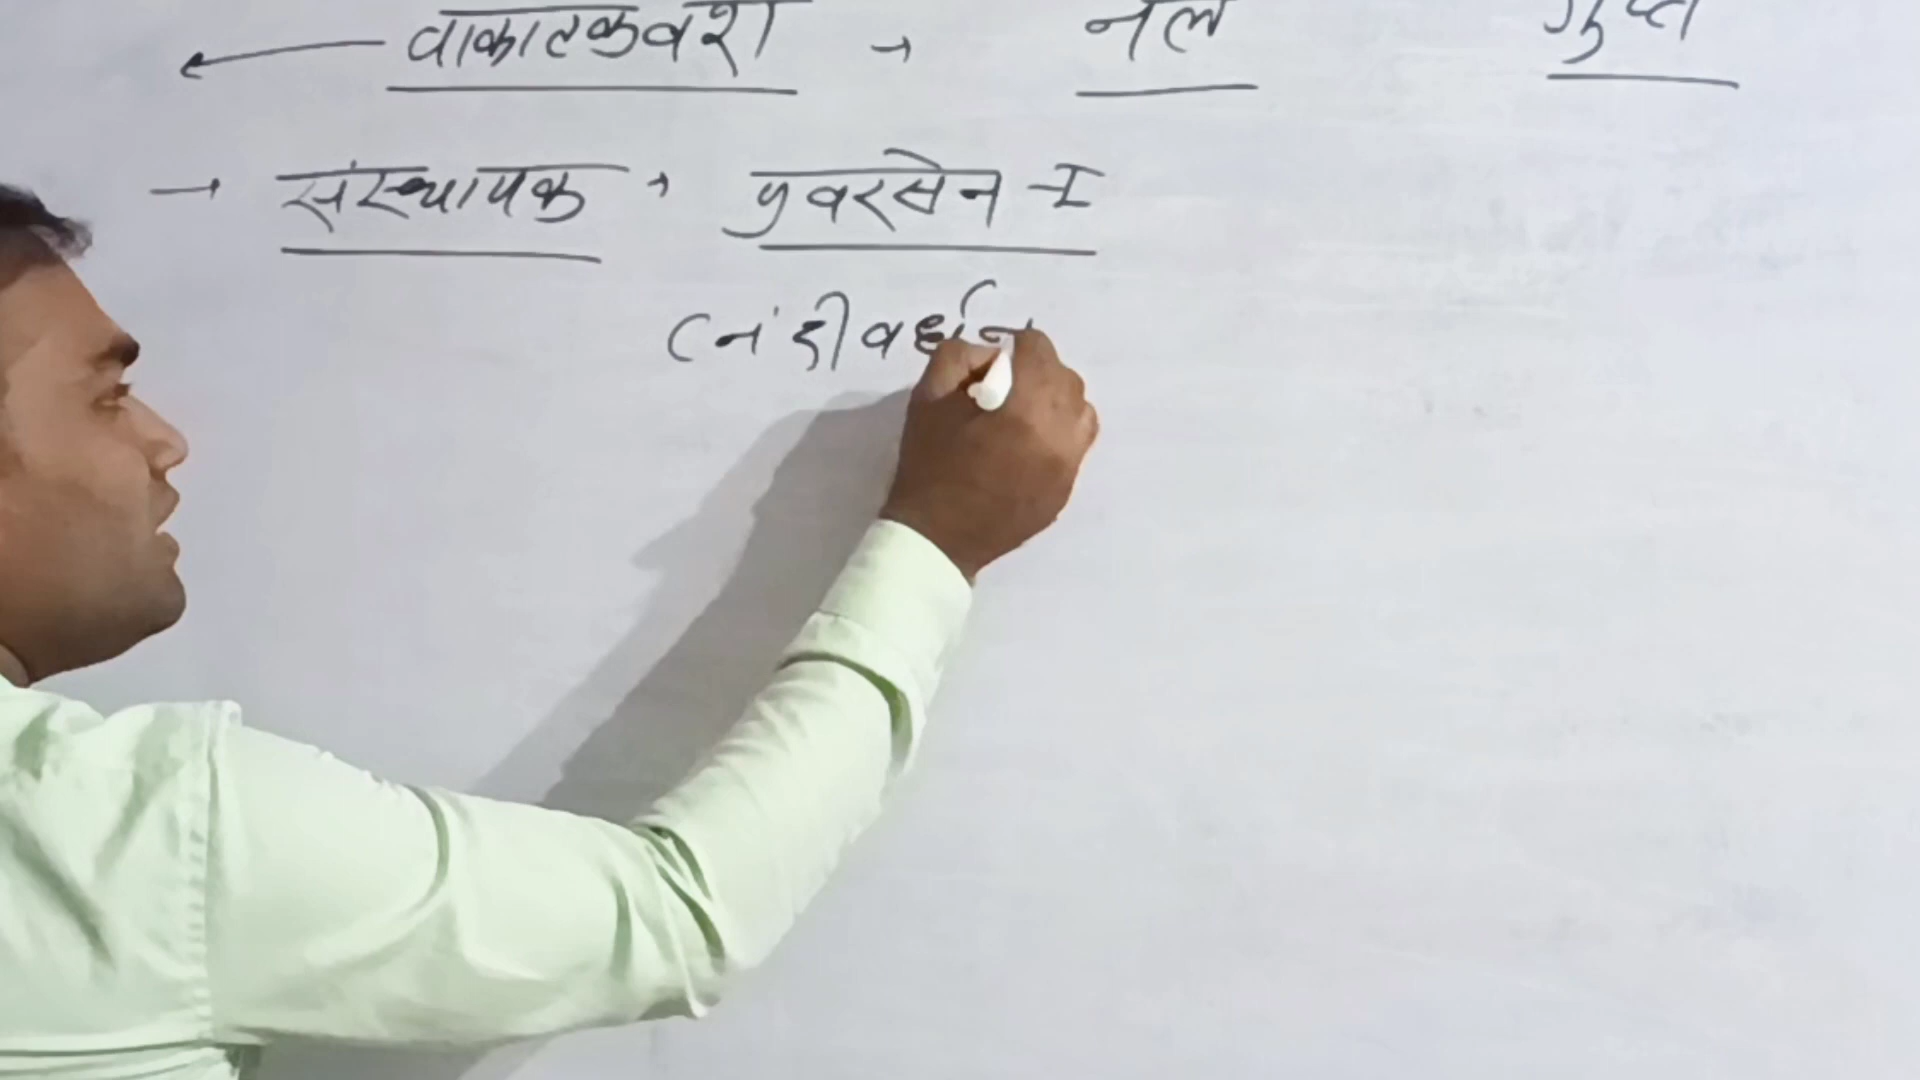 ← वाकाटकवंश → नल गुप्त
→ संस्थापक → प्रवरसेन -I
(नंदीवर्धन